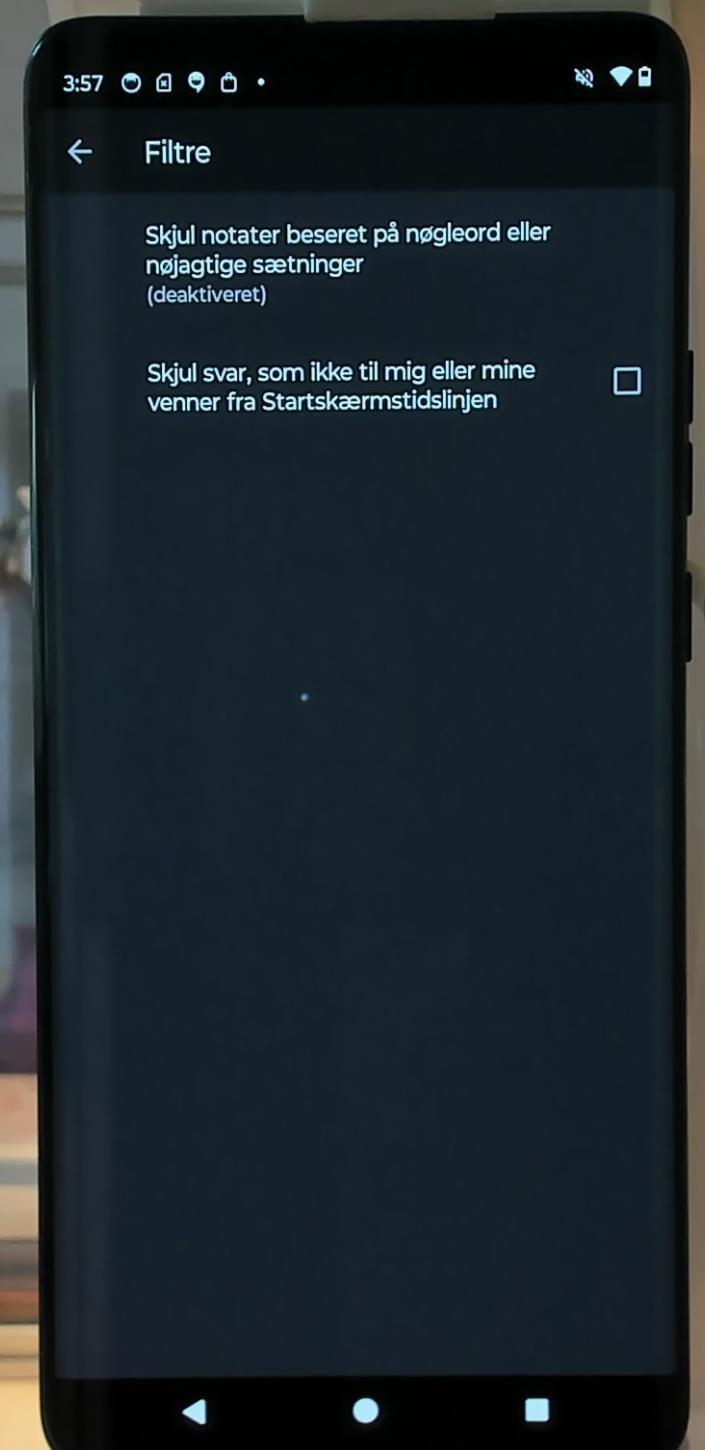 3:57
Filtre
Skjul notater beseret på nøgleord eller
nøjagtige sætninger
(deaktiveret)
Skjul svar, som ikke til mig eller mine
venner fra Startskærmstidslinjen